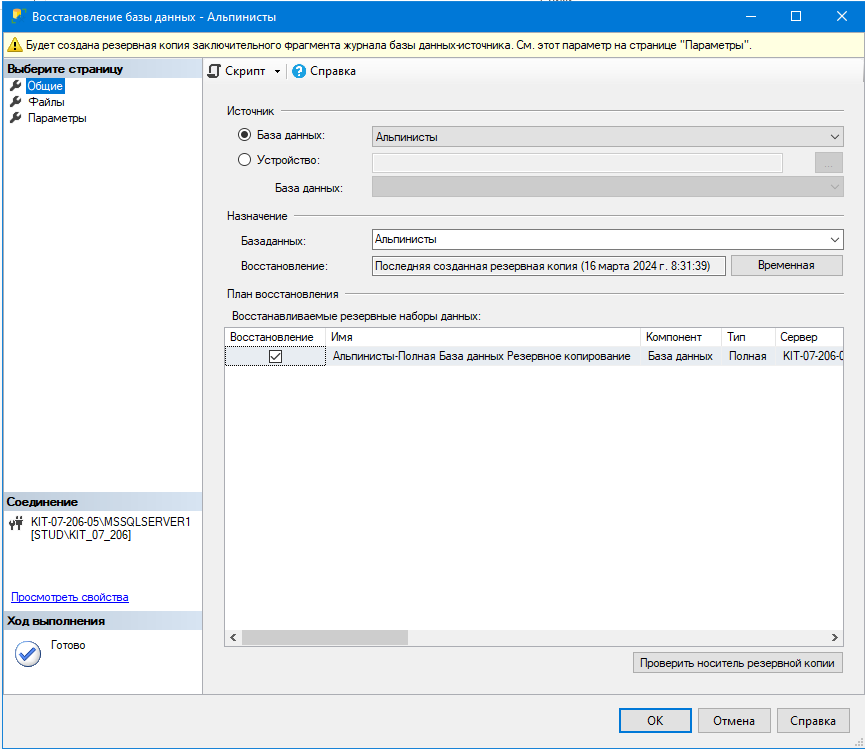 Восстановление базы данных - Альпинисты
Будет создана резервная копия заключительного фрагмента журнала базы данных-источника. См. этот параметр на странице "Параметры".
Выберите страницу
Общие
Файлы
Параметры
Скрипт
Справка
Источник
База данных:
Альпинисты
Устройство:
...
База данных:
Назначение
Базаданных:
Альпинисты
Восстановление:
Последняя созданная резервная копия (16 марта 2024 г. 8:31:39)
Временная
План восстановления
Восстанавливаемые резервные наборы данных:
Восстановление Имя Компонент Тип Сервер
Альпинисты-Полная База данных Резервное копирование База данных Полная KIT-07-206-0
Соединение
KIT-07-206-05\MSSQLSERVER1
[STUD\KIT_07_206]
Просмотреть свойства
Ход выполнения
Готово
Проверить носитель резервной копии
OK
Отмена
Справка